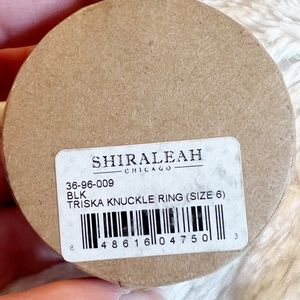 SHIRALEAH
CHICAGO
36-96-009
BLK
TRISKA KNUCKLE RING (SIZE 6)
8 48616 04750 3